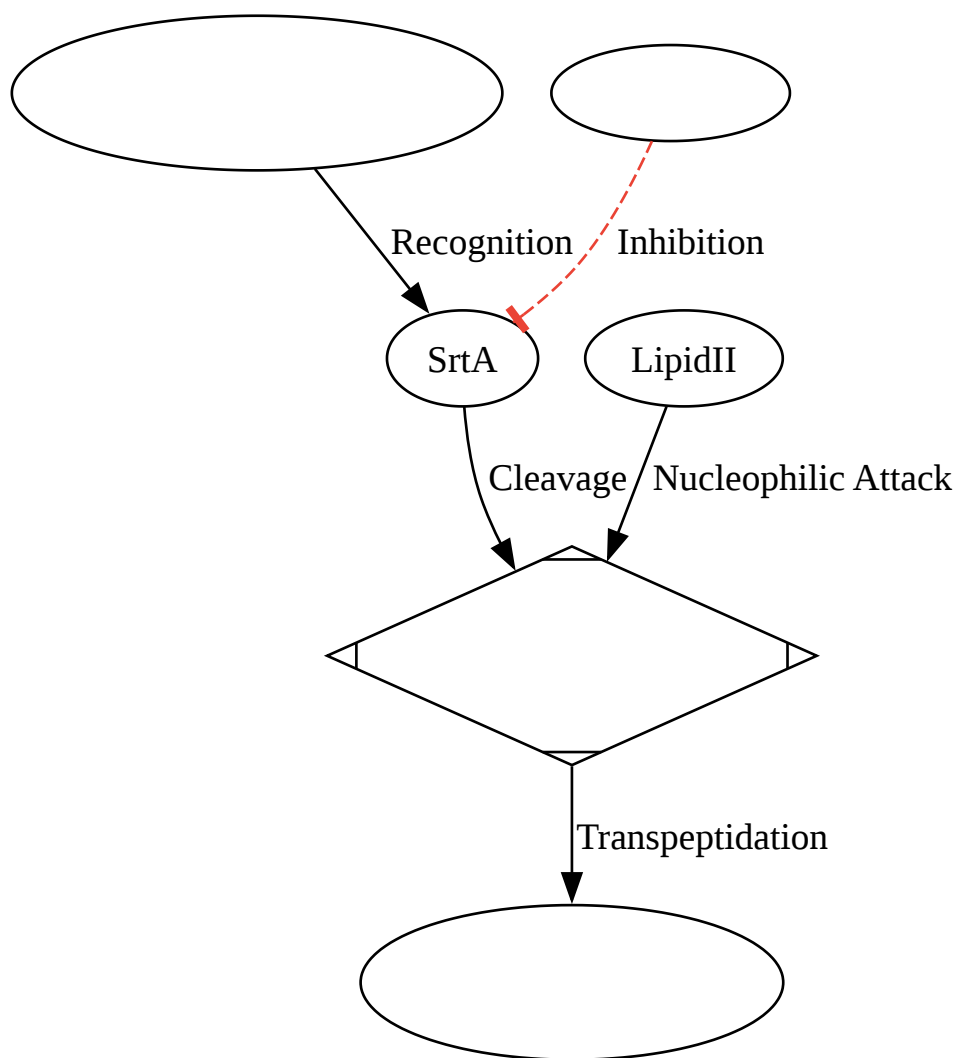 Recognition
Inhibition
SrtA
LipidII
Cleavage
Nucleophilic Attack
Transpeptidation